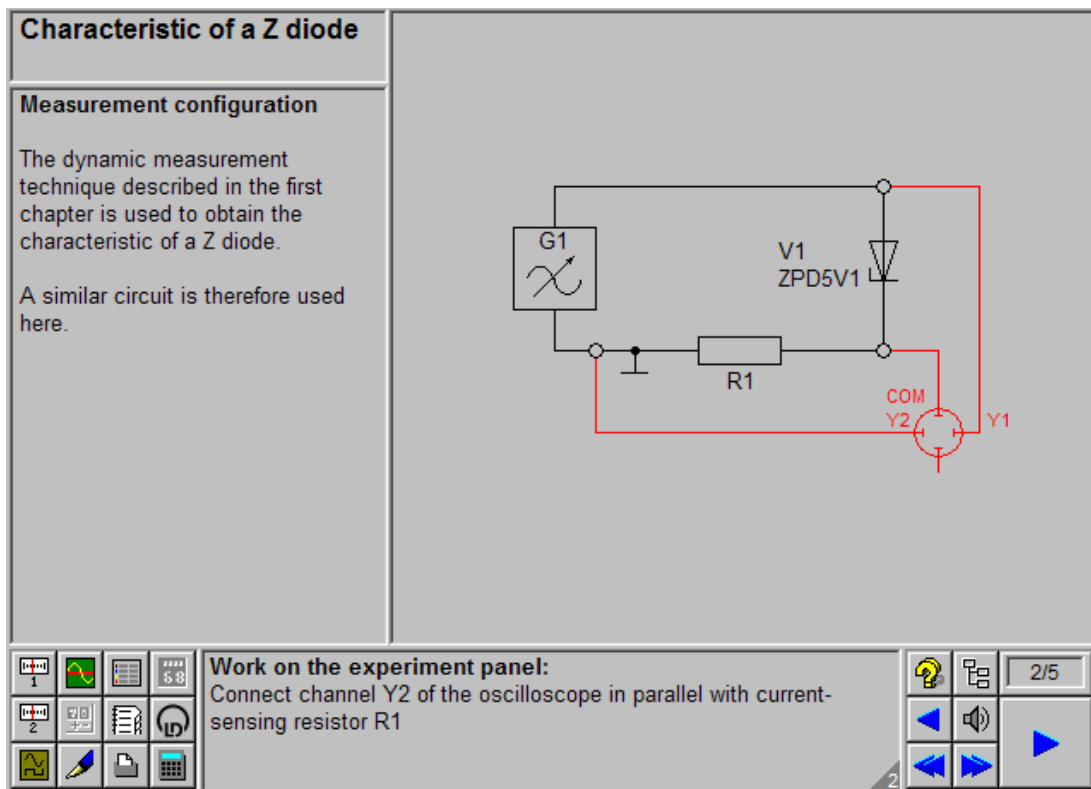 Characteristic of a Z diode
Measurement configuration
The dynamic measurement
technique described in the first
chapter is used to obtain the
characteristic of a Z diode.
A similar circuit is therefore used
here.
G1
V1
ZPD5V1
R1
COM
Y2
Y1
1
2
68
LD
Work on the experiment panel:
Connect channel Y2 of the oscilloscope in parallel with current-
sensing resistor R1
2
2/5